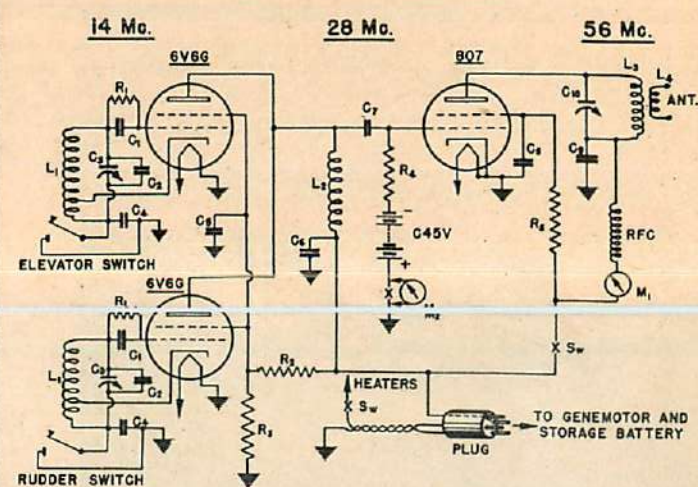 14 Mc.
28 Mc.
56 Mc.
6V6G
807
R₁
C₁
L₁
C₃
C₂
C₄
ELEVATOR SWITCH
C₅
C₇
L₂
C₆
R₄
C45V
M₂
C₈
R₅
C₁₀
L₃
L₄
ANT.
C₉
RFC
M₁
6V6G
R₁
C₁
L₁
C₃
C₂
C₄
RUDDER SWITCH
R₂
R₃
HEATERS
Sw
Sw
PLUG
TO GENEMOTOR AND
STORAGE BATTERY